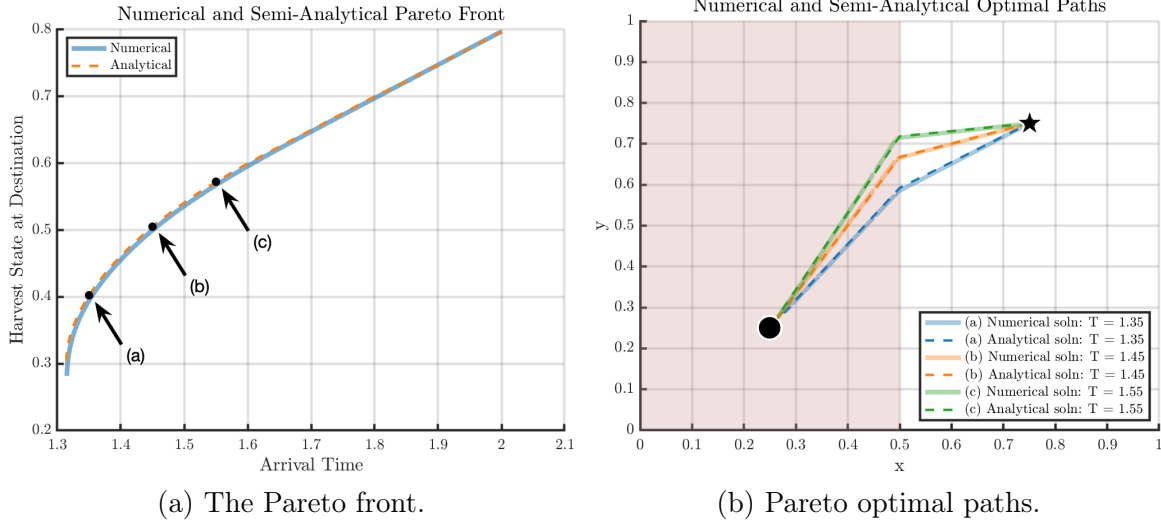 Numerical and Semi-Analytical Pareto Front
Harvest State at Destination
0.8
0.7
0.6
0.5
0.4
0.3
0.2
Numerical
Analytical
(c)
(b)
(a)
1.3 1.4 1.5 1.6 1.7 1.8 1.9 2 2.1
Arrival Time
(a) The Pareto front.
Numerical and Semi-Analytical Optimal Paths
y
1
0.9
0.8
0.7
0.6
0.5
0.4
0.3
0.2
0.1
0
(a) Numerical soln: T = 1.35
(a) Analytical soln: T = 1.35
(b) Numerical soln: T = 1.45
(b) Analytical soln: T = 1.45
(c) Numerical soln: T = 1.55
(c) Analytical soln: T = 1.55
0 0.1 0.2 0.3 0.4 0.5 0.6 0.7 0.8 0.9 1
x
(b) Pareto optimal paths.